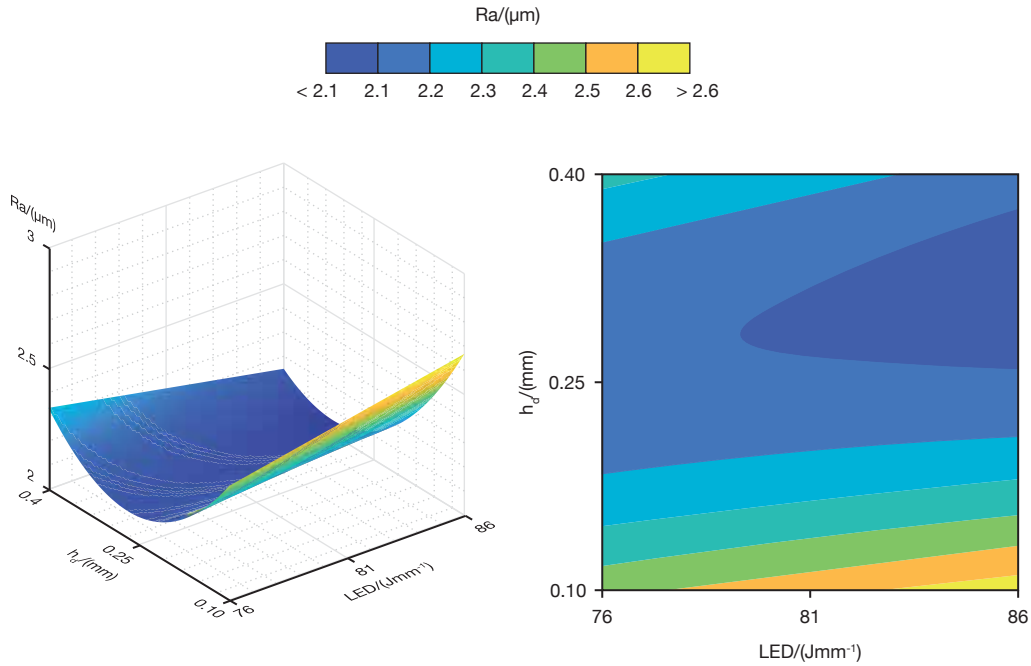 Ra/(μm)
< 2.1 2.1 2.2 2.3 2.4 2.5 2.6 > 2.6
Ra/(μm)
3
2.5
2
0.4
0.25
0.10
h_d/(mm)
76
81
86
LED/(Jmm⁻¹)
0.40
0.25
0.10
h_d/(mm)
76 81 86
LED/(Jmm⁻¹)